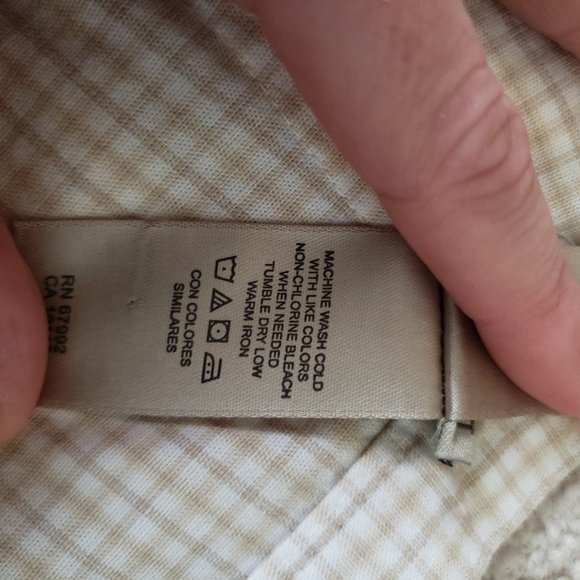 MACHINE WASH COLD
WITH LIKE COLORS
NON-CHLORINE BLEACH
WHEN NEEDED
TUMBLE DRY LOW
WARM IRON
CON COLORES
SIMILARES
RN 67992
CA